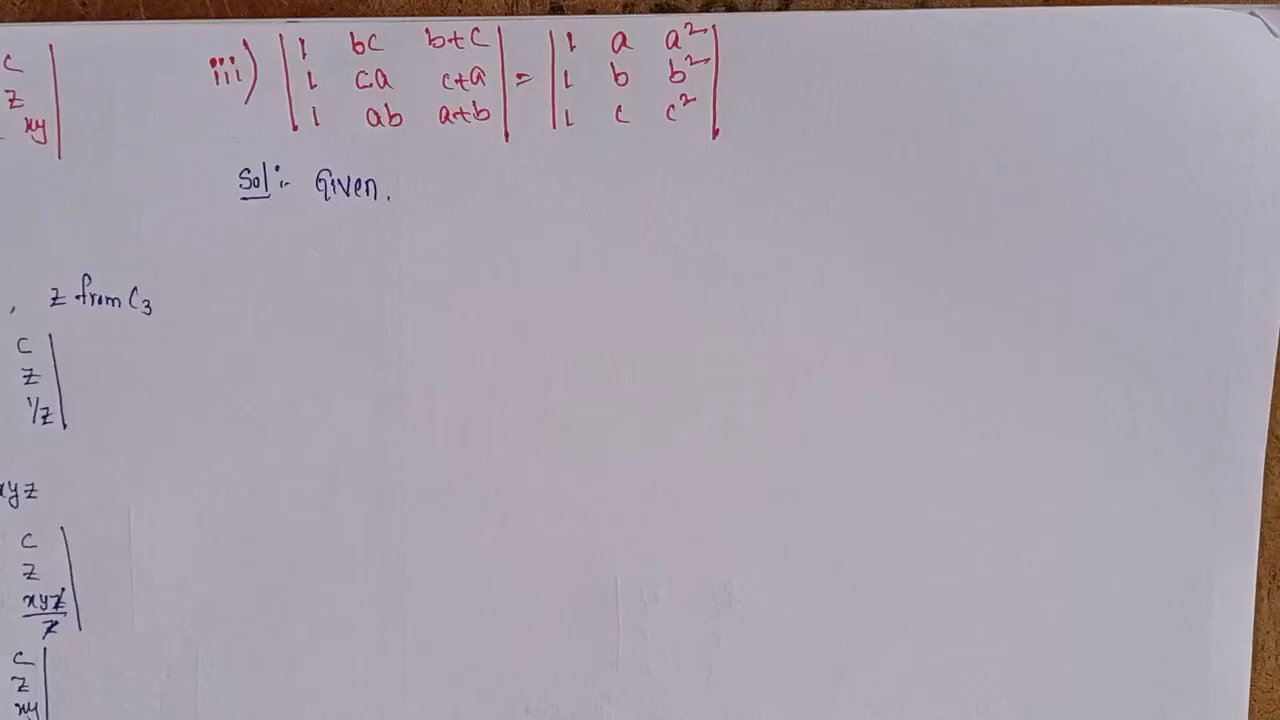 c
z
xy
iii) | 1 bc b+c | = | 1 a a² |
| 1 ca c+a | | 1 b b² |
| 1 ab a+b | | 1 c c² |
Sol:- Given.
, z from C₃
c
z
1/z
xyz
c
z
xyz/z
c
z
xy